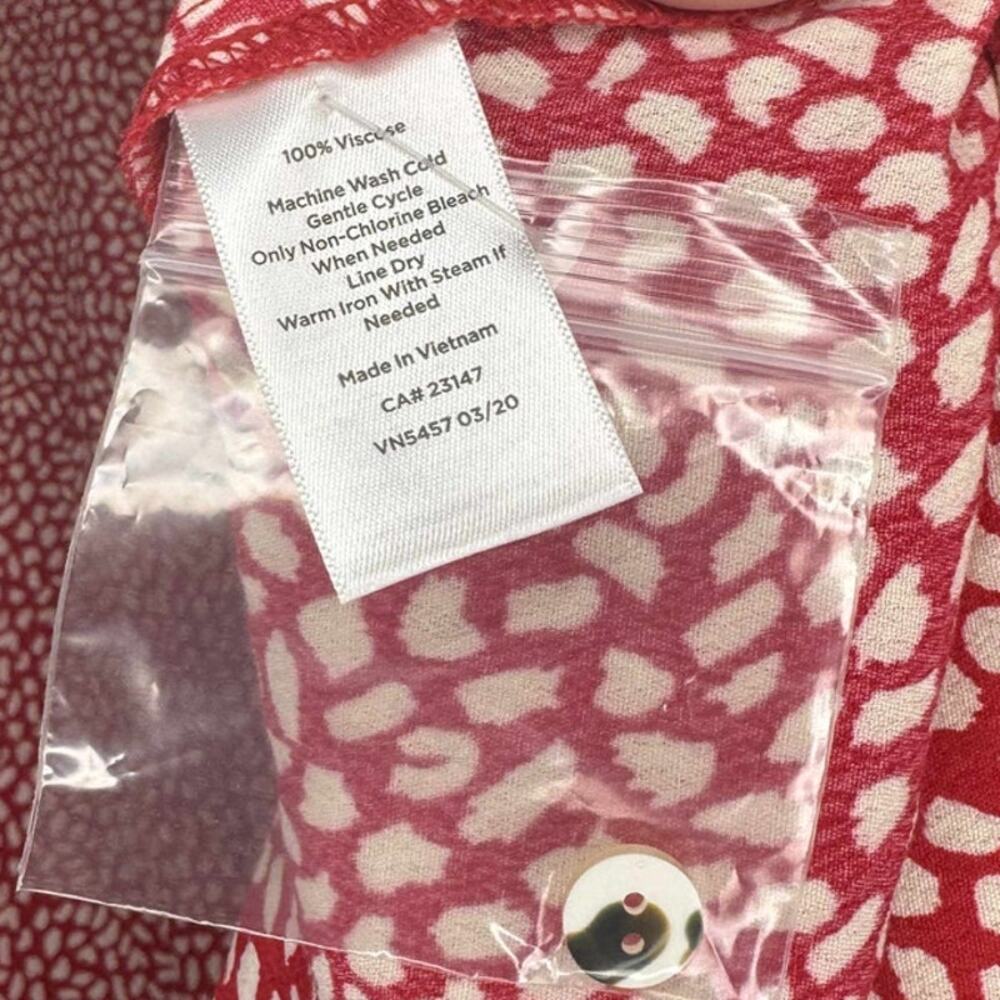 100% Viscose
Machine Wash Cold
Gentle Cycle
Only Non-Chlorine Bleach
When Needed
Line Dry
Warm Iron With Steam If
Needed
Made In Vietnam
CA# 23147
VN5457 03/20